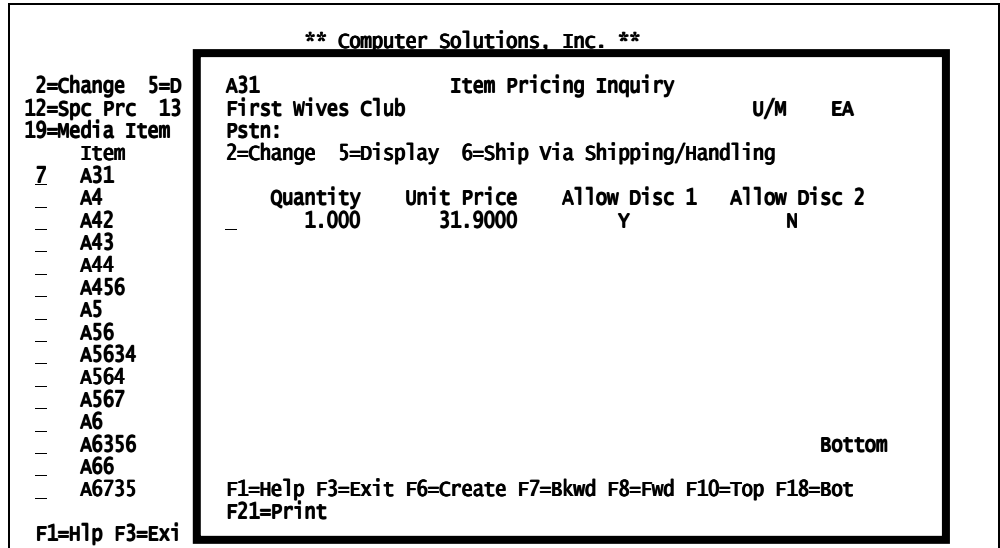 ** Computer Solutions, Inc. **
2=Change 5=D A31 Item Pricing Inquiry
12=Spc Prc 13 First Wives Club U/M EA
19=Media Item Pstn:
Item 2=Change 5=Display 6=Ship Via Shipping/Handling
7 A31
_ A4 Quantity Unit Price Allow Disc 1 Allow Disc 2
_ A42 _ 1.000 31.9000 Y N
_ A43
_ A44
_ A456
_ A5
_ A56
_ A5634
_ A564
_ A567
_ A6
_ A6356 Bottom
_ A66
_ A6735 F1=Help F3=Exit F6=Create F7=Bkwd F8=Fwd F10=Top F18=Bot
F21=Print
F1=Hlp F3=Exi